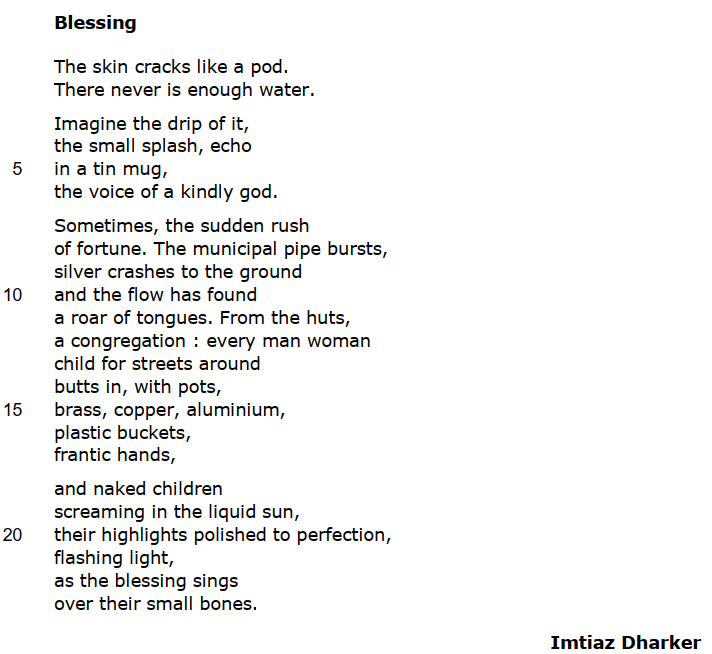 Blessing
The skin cracks like a pod.
There never is enough water.
Imagine the drip of it,
the small splash, echo
5 in a tin mug,
the voice of a kindly god.
Sometimes, the sudden rush
of fortune. The municipal pipe bursts,
silver crashes to the ground
10 and the flow has found
a roar of tongues. From the huts,
a congregation : every man woman
child for streets around
butts in, with pots,
15 brass, copper, aluminium,
plastic buckets,
frantic hands,
and naked children
screaming in the liquid sun,
20 their highlights polished to perfection,
flashing light,
as the blessing sings
over their small bones.
Imtiaz Dharker